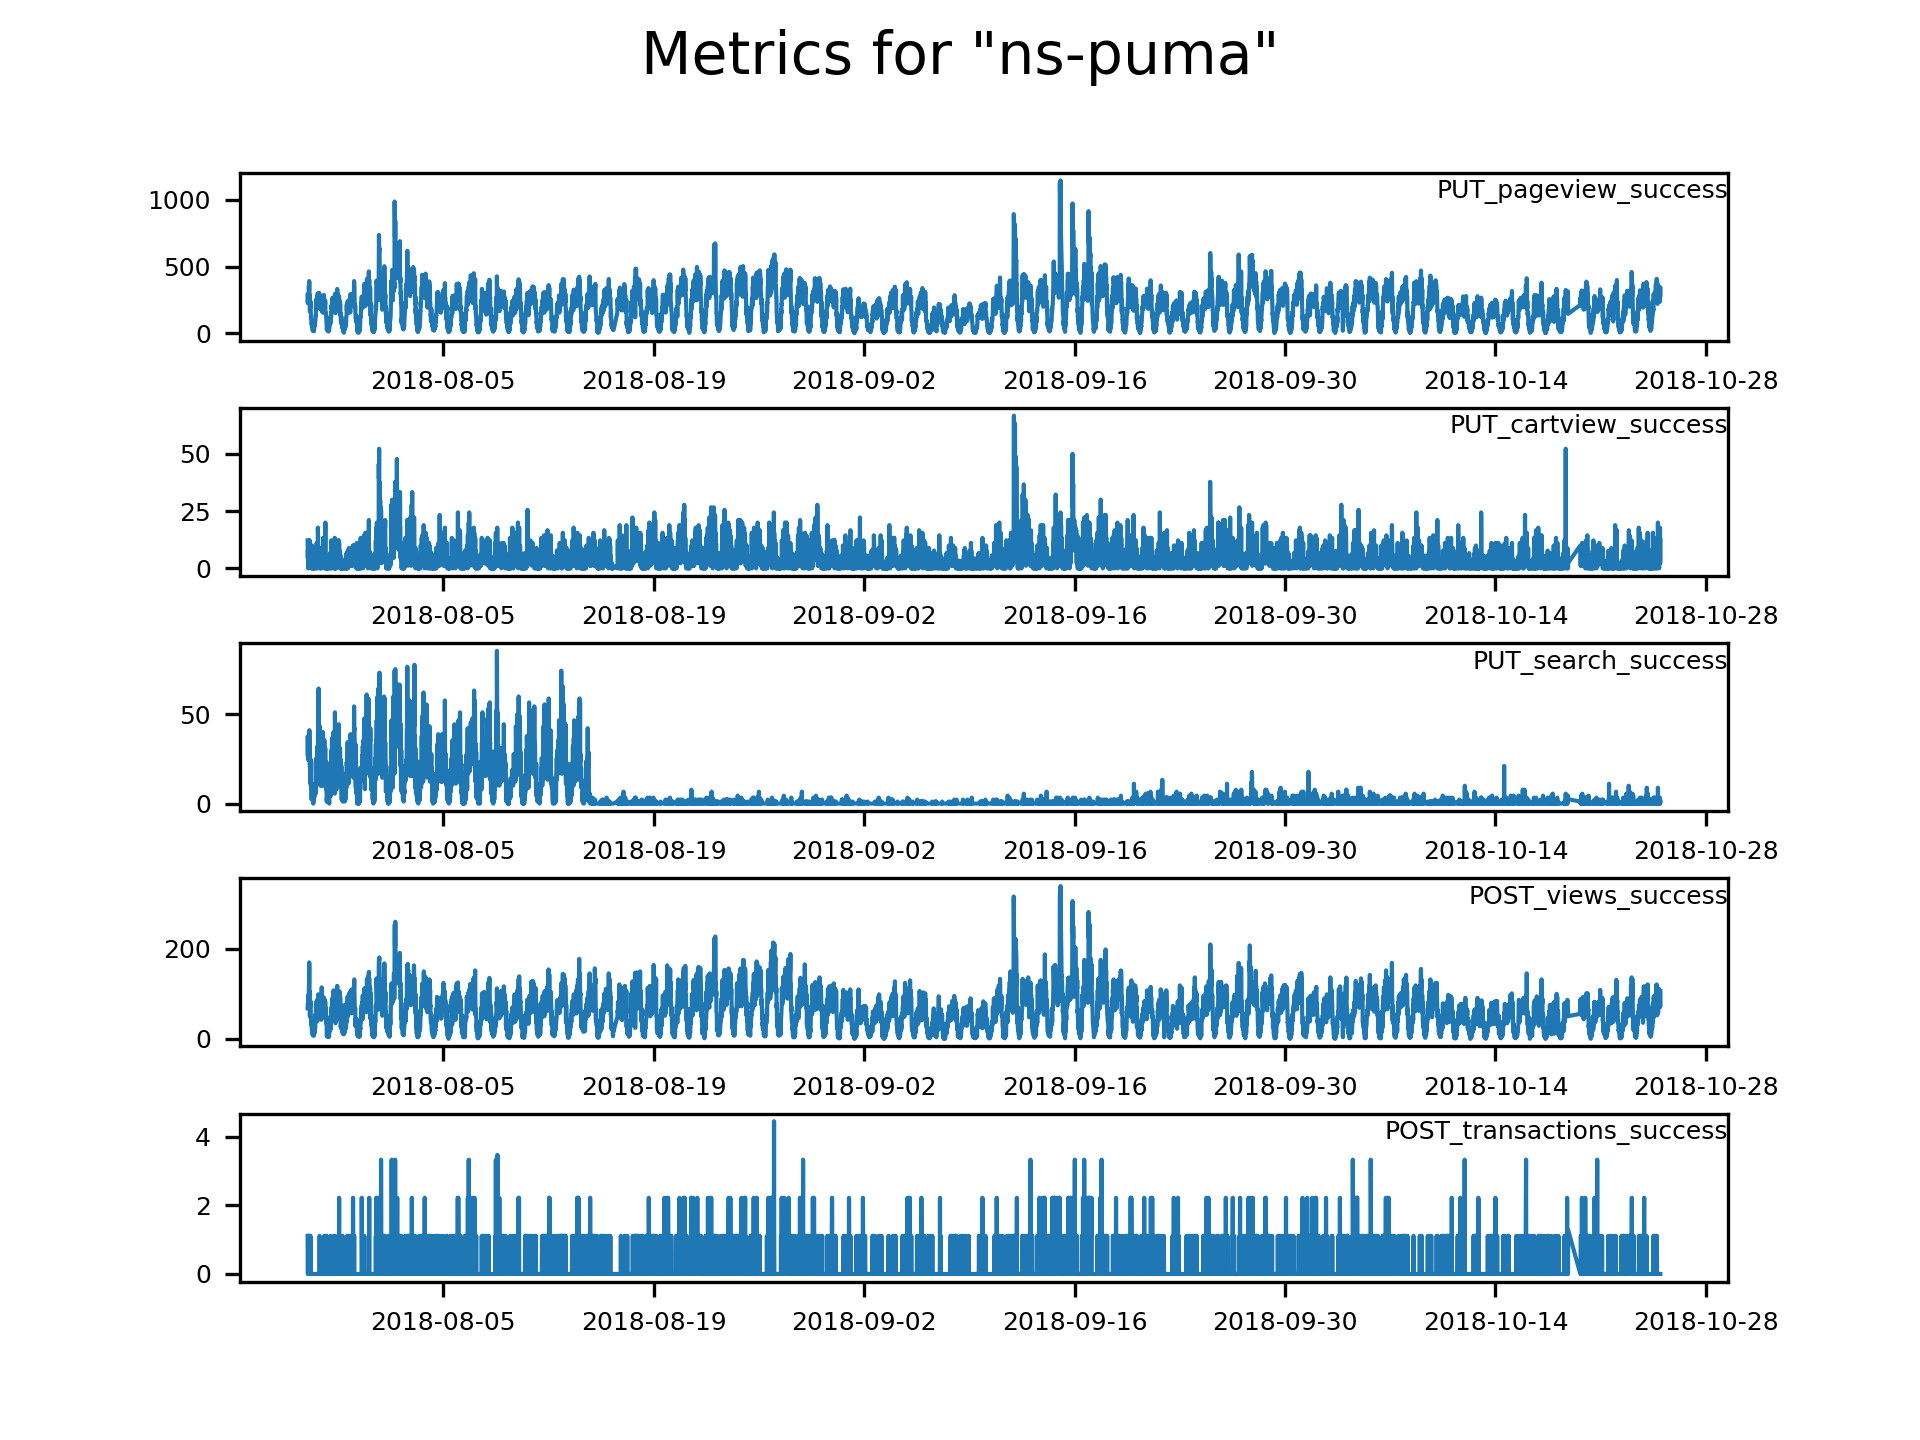 Metrics for "ns-puma"
PUT_pageview_success
1000
500
0
2018-08-05 2018-08-19 2018-09-02 2018-09-16 2018-09-30 2018-10-14 2018-10-28
PUT_cartview_success
50
25
0
2018-08-05 2018-08-19 2018-09-02 2018-09-16 2018-09-30 2018-10-14 2018-10-28
PUT_search_success
50
0
2018-08-05 2018-08-19 2018-09-02 2018-09-16 2018-09-30 2018-10-14 2018-10-28
POST_views_success
200
0
2018-08-05 2018-08-19 2018-09-02 2018-09-16 2018-09-30 2018-10-14 2018-10-28
POST_transactions_success
4
2
0
2018-08-05 2018-08-19 2018-09-02 2018-09-16 2018-09-30 2018-10-14 2018-10-28